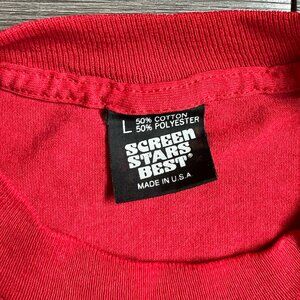 L 50% COTTON
50% POLYESTER
SCREEN
STARS
BEST®
MADE IN U.S.A.